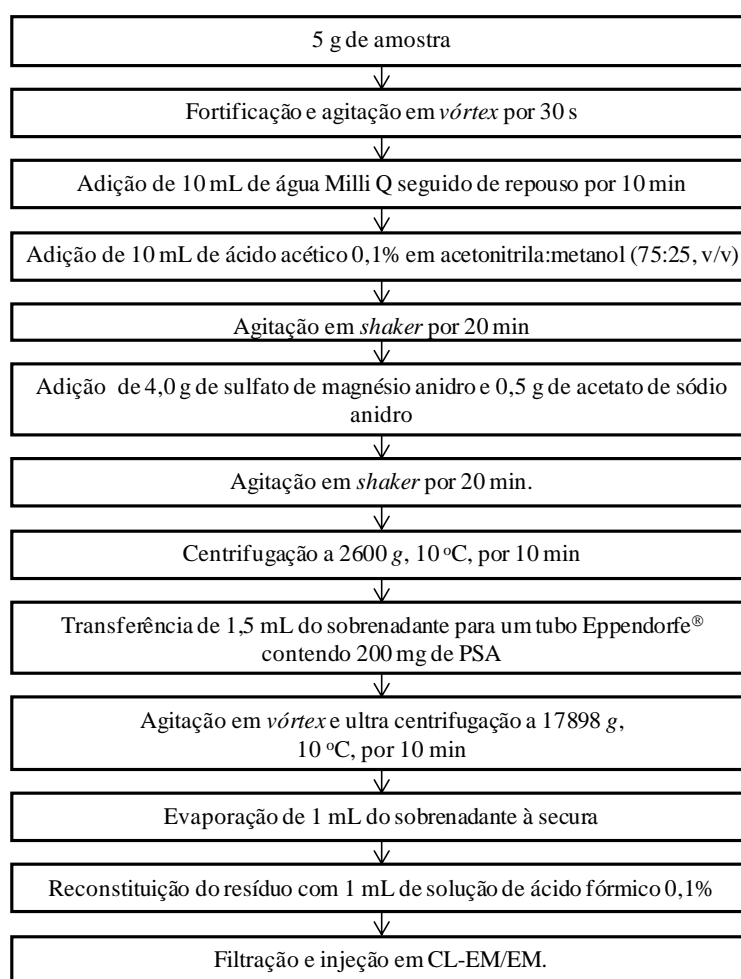 5 g de amostra
Fortificação e agitação em vórtex por 30 s
Adição de 10 mL de água Milli Q seguido de repouso por 10 min
Adição de 10 mL de ácido acético 0,1% em acetonitrila:metanol (75:25, v/v)
Agitação em shaker por 20 min
Adição de 4,0 g de sulfato de magnésio anidro e 0,5 g de acetato de sódio
anidro
Agitação em shaker por 20 min.
Centrifugação a 2600 g, 10 ºC, por 10 min
Transferência de 1,5 mL do sobrenadante para um tubo Eppendorfe®
contendo 200 mg de PSA
Agitação em vórtex e ultra centrifugação a 17898 g,
10 ºC, por 10 min
Evaporação de 1 mL do sobrenadante à secura
Reconstituição do resíduo com 1 mL de solução de ácido fórmico 0,1%
Filtração e injeção em CL-EM/EM.